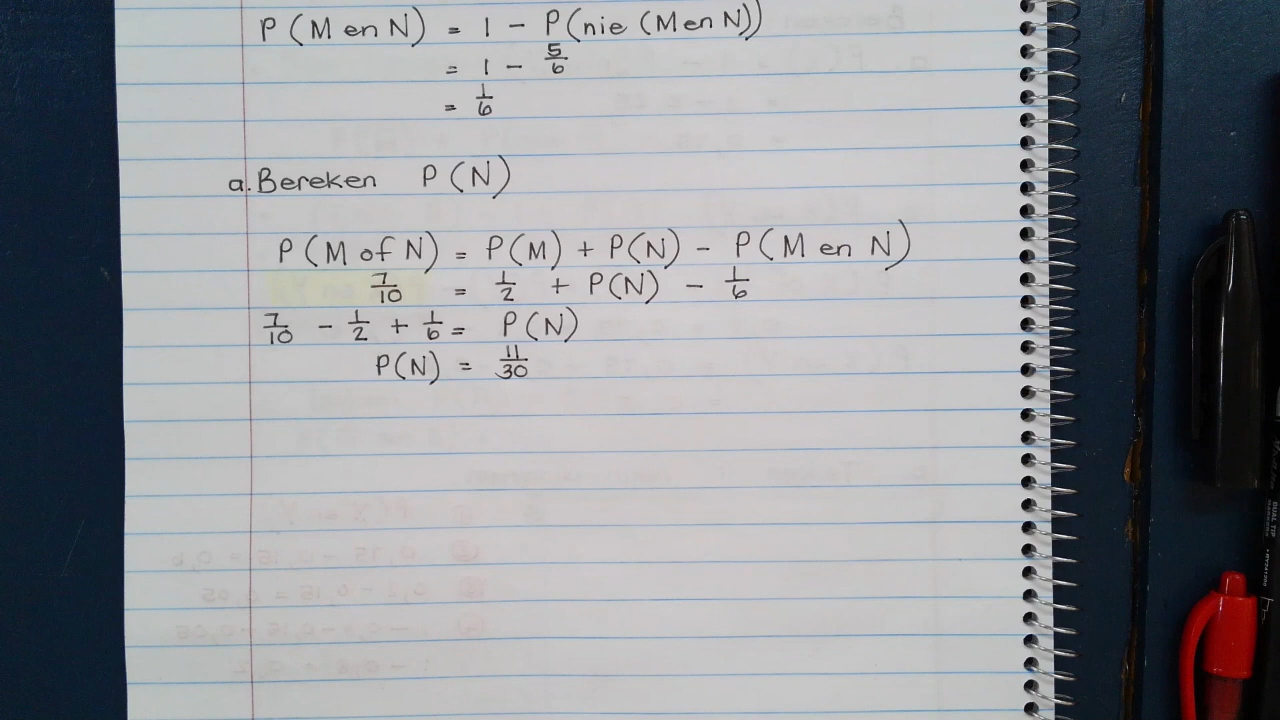 P(M en N) = 1 - P(nie (M en N))
= 1 - 5/6
= 1/6
a. Bereken P(N)
P(M of N) = P(M) + P(N) - P(M en N)
7/10 = 1/2 + P(N) - 1/6
7/10 - 1/2 + 1/6 = P(N)
P(N) = 11/30